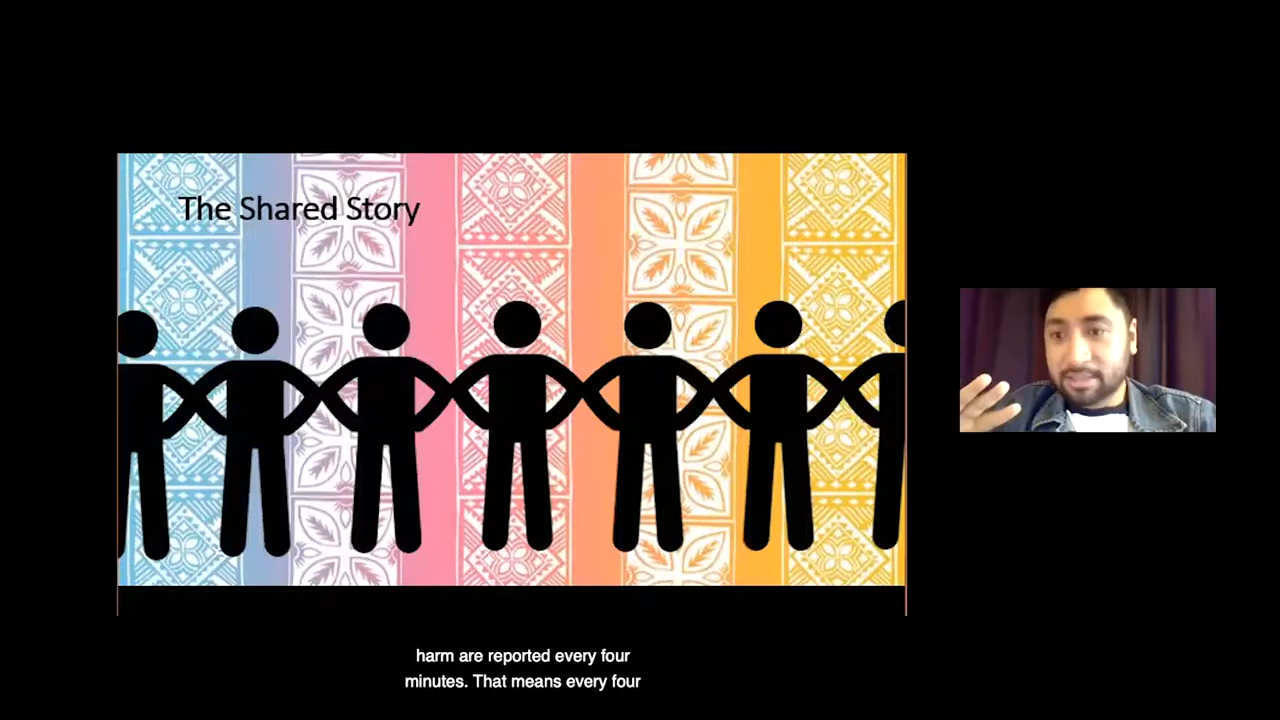 The Shared Story
harm are reported every four
minutes. That means every four